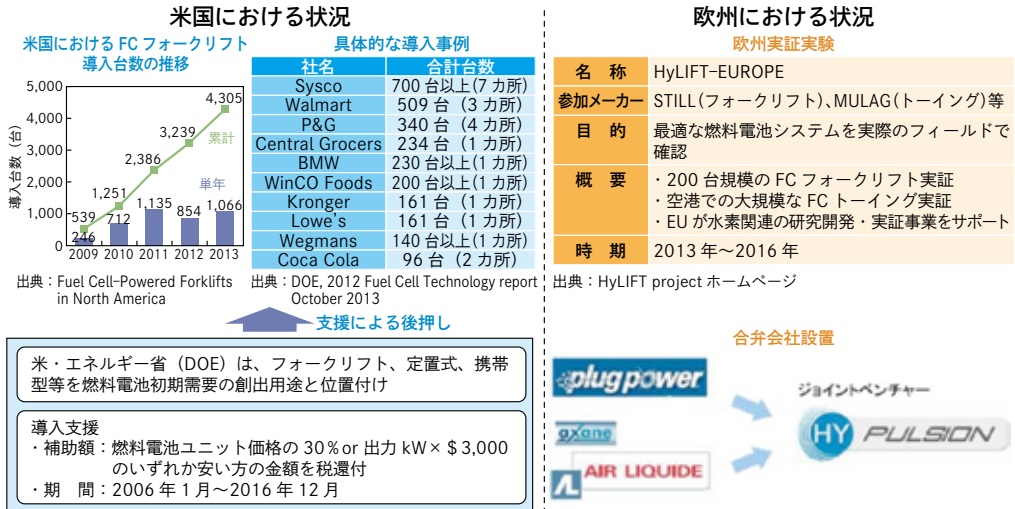 米国における状況
米国における FC フォークリフト
導入台数の推移
導入台数（台）
5,000
4,000
3,000
2,000
1,000
0
4,305
累計
3,239
2,386
単年
1,251
1,135
1,066
539
712
854
246
2009 2010 2011 2012 2013
出典：Fuel Cell-Powered Forklifts
in North America
具体的な導入事例
社名 合計台数
Sysco 700 台以上(7 カ所)
Walmart 509 台（3 カ所）
P&G 340 台（4 カ所）
Central Grocers 234 台（1 カ所）
BMW 230 台以上(1 カ所)
WinCO Foods 200 台以上(1 カ所)
Kronger 161 台（1 カ所）
Lowe's 161 台（1 カ所）
Wegmans 140 台以上(1 カ所)
Coca Cola 96 台（2 カ所）
出典：DOE, 2012 Fuel Cell Technology report
October 2013
支援による後押し
米・エネルギー省（DOE）は、フォークリフト、定置式、携帯
型等を燃料電池初期需要の創出用途と位置付け
導入支援
・補助額：燃料電池ユニット価格の 30％or 出力 kW×＄3,000
のいずれか安い方の金額を税還付
・期　間：2006 年 1 月～2016 年 12 月
欧州における状況
欧州実証実験
名　称 HyLIFT-EUROPE
参加メーカー STILL(フォークリフト)、MULAG(トーイング)等
目　的 最適な燃料電池システムを実際のフィールドで
確認
概　要 ・200 台規模の FC フォークリフト実証
・空港での大規模な FC トーイング実証
・EU が水素関連の研究開発・実証事業をサポート
時　期 2013 年～2016 年
出典：HyLIFT project ホームページ
合弁会社設置
plug power
axane
AIR LIQUIDE
ジョイントベンチャー
HY PULSION